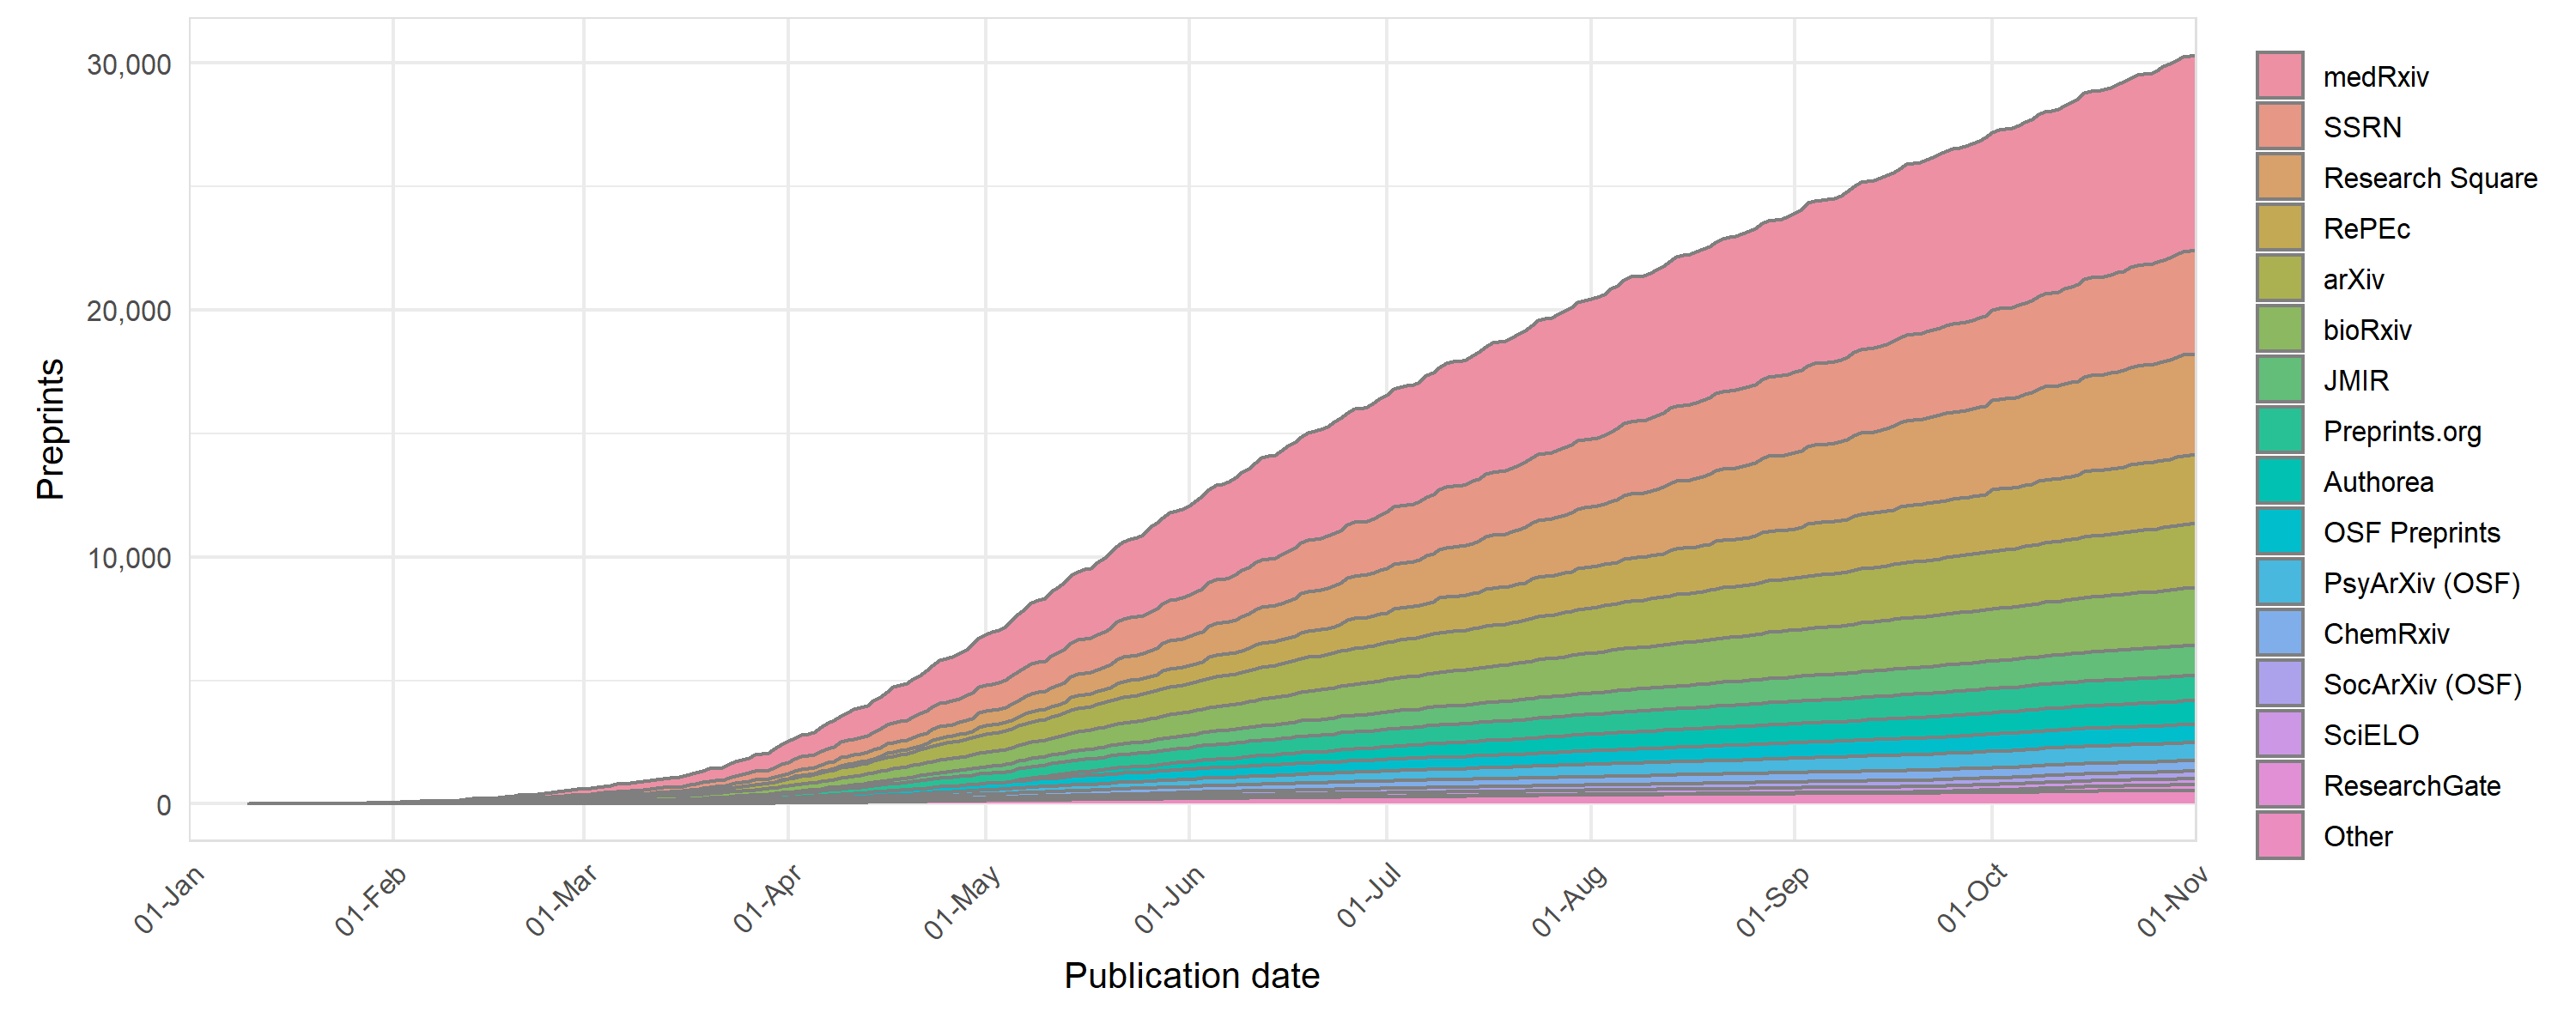 30,000
20,000
10,000
0
Preprints
01-Jan
01-Feb
01-Mar
01-Apr
01-May
01-Jun
01-Jul
01-Aug
01-Sep
01-Oct
01-Nov
Publication date
medRxiv
SSRN
Research Square
RePEc
arXiv
bioRxiv
JMIR
Preprints.org
Authorea
OSF Preprints
PsyArXiv (OSF)
ChemRxiv
SocArXiv (OSF)
SciELO
ResearchGate
Other